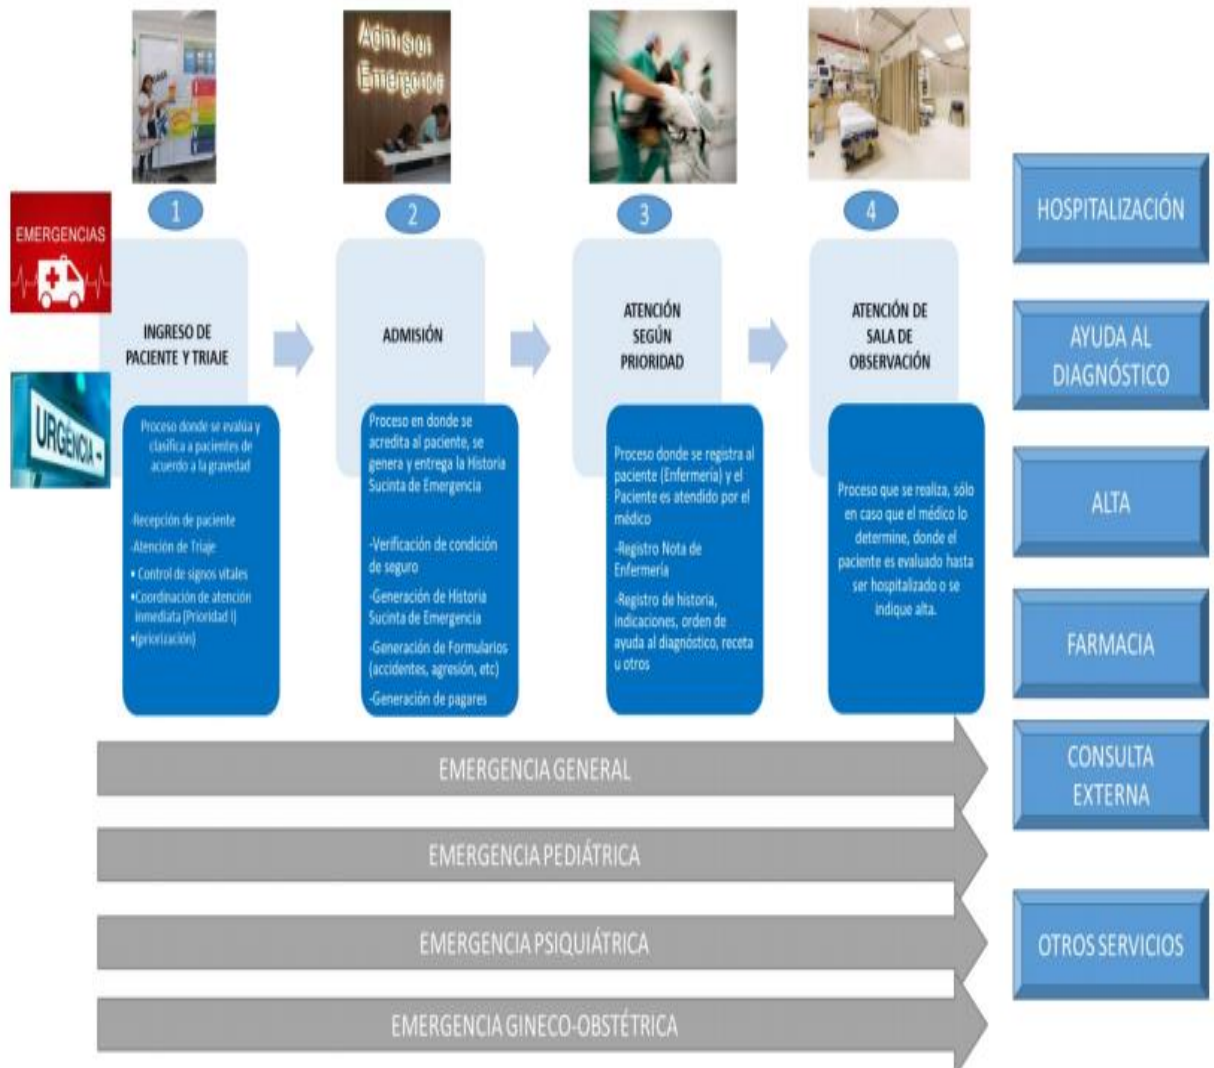 Admisión
Emergencia
1
2
3
4
EMERGENCIAS
URGENCIA
INGRESO DE
PACIENTE Y TRIAJE
Proceso donde se evalúa y
clasifica a pacientes de
acuerdo a la gravedad
-Recepción de paciente
-Atención de Triaje
• Control de signos vitales
•Coordinación de atención
inmediata (Prioridad I)
•(priorización)
ADMISIÓN
Proceso en donde se
acredita al paciente, se
genera y entrega la Historia
Sucinta de Emergencia
-Verificación de condición
de seguro
-Generación de Historia
Sucinta de Emergencia
-Generación de Formularios
(accidentes, agresión, etc)
-Generación de pagares
ATENCIÓN
SEGÚN
PRIORIDAD
Proceso donde se registra al
paciente (Enfermería) y el
Paciente es atendido por el
médico
-Registro Nota de
Enfermería
-Registro de historia,
indicaciones, orden de
ayuda al diagnóstico, receta
u otros
ATENCIÓN DE
SALA DE
OBSERVACIÓN
Proceso que se realiza, sólo
en caso que el médico lo
determine, donde el
paciente es evaluado hasta
ser hospitalizado o se
indique alta.
HOSPITALIZACIÓN
AYUDA AL
DIAGNÓSTICO
ALTA
FARMACIA
CONSULTA
EXTERNA
OTROS SERVICIOS
EMERGENCIA GENERAL
EMERGENCIA PEDIÁTRICA
EMERGENCIA PSIQUIÁTRICA
EMERGENCIA GINECO-OBSTÉTRICA